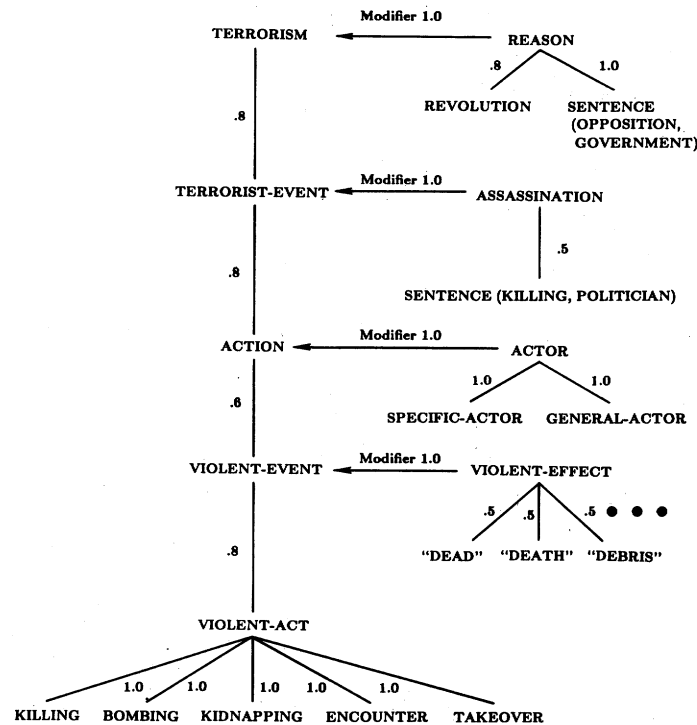 Modifier 1.0
TERRORISM
REASON
.8
1.0
REVOLUTION
SENTENCE
(OPPOSITION,
GOVERNMENT)
.8
Modifier 1.0
TERRORIST-EVENT
ASSASSINATION
.5
.8
SENTENCE (KILLING, POLITICIAN)
Modifier 1.0
ACTION
ACTOR
1.0
1.0
.6
SPECIFIC-ACTOR
GENERAL-ACTOR
Modifier 1.0
VIOLENT-EVENT
VIOLENT-EFFECT
.5
.5
.5
"DEAD"
"DEATH"
"DEBRIS"
.8
VIOLENT-ACT
1.0
1.0
1.0
1.0
1.0
KILLING
BOMBING
KIDNAPPING
ENCOUNTER
TAKEOVER